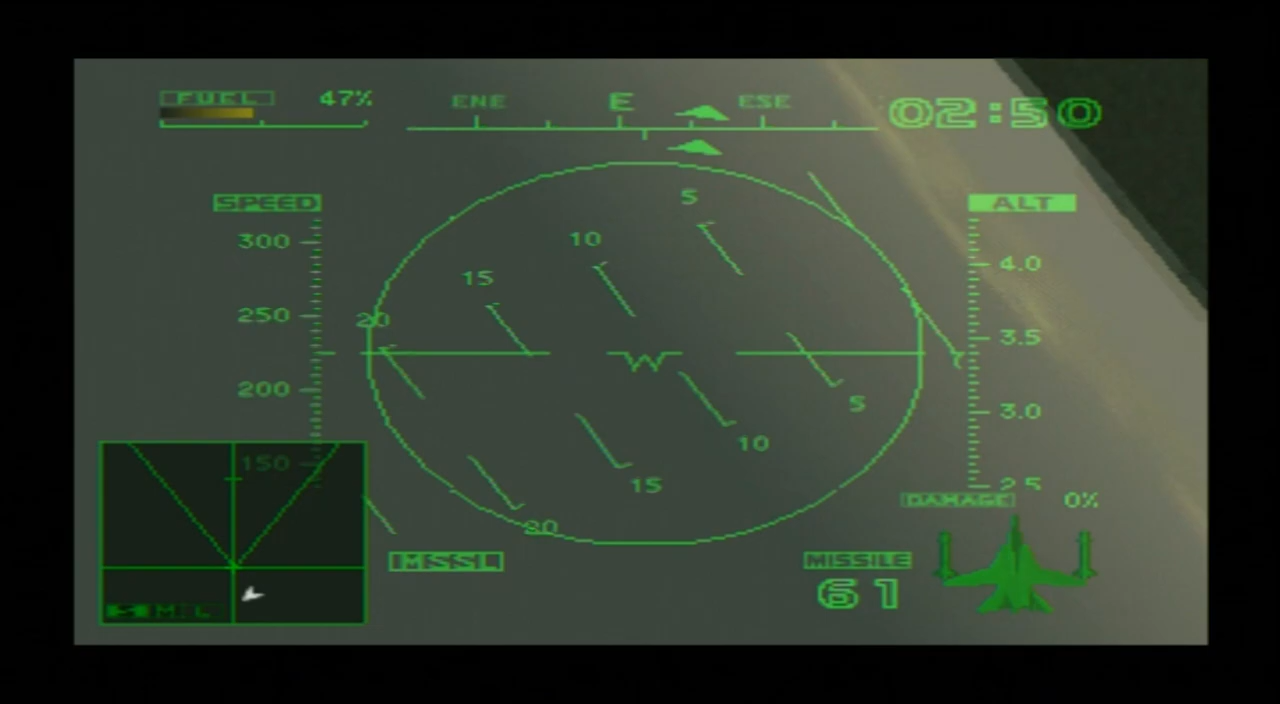 FUEL 47% ENE E ESE 02:50
SPEED 5 ALT
300 10 4.0
15
250 20 3.5
200 3.0
5
150 10
15 2.5
DAMAGE 0%
20
MSSL MISSILE
61